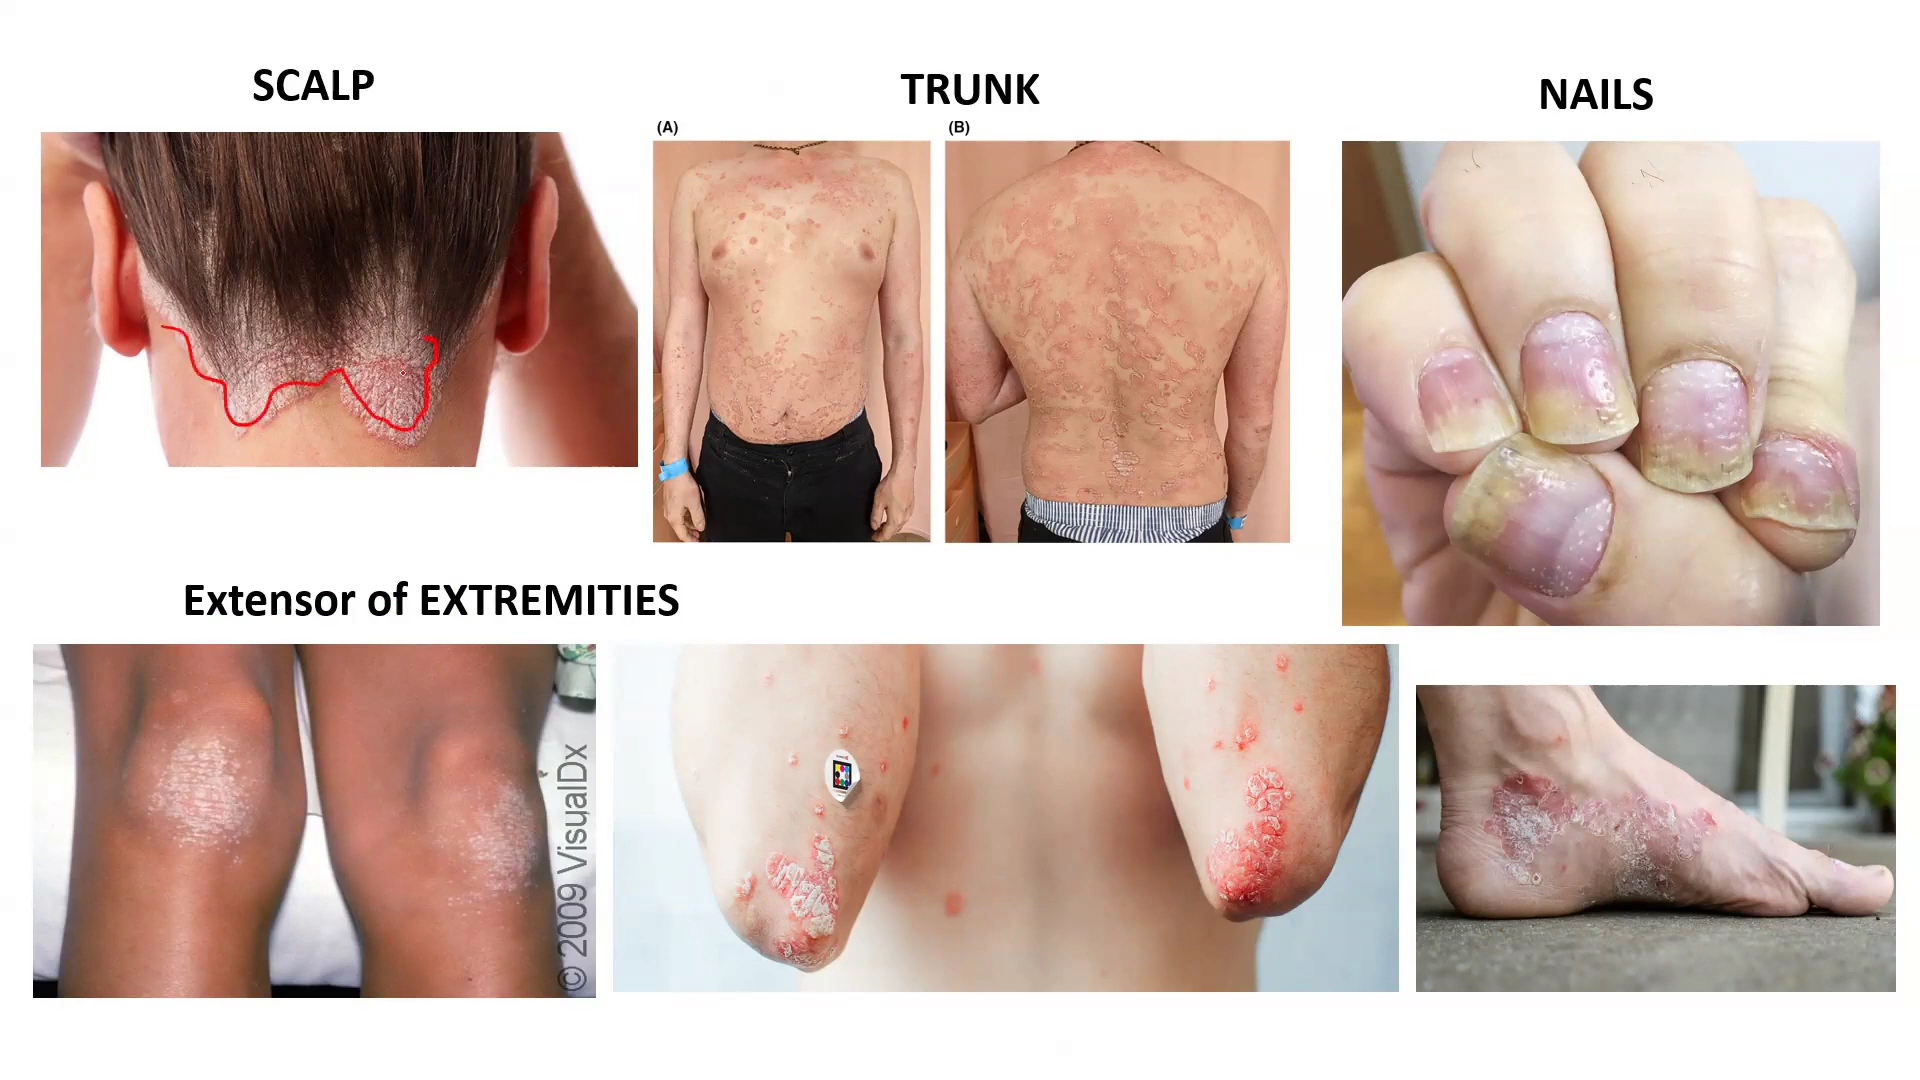 SCALP
TRUNK
NAILS
(A)
(B)
Extensor of EXTREMITIES
© 2009 VisualDx